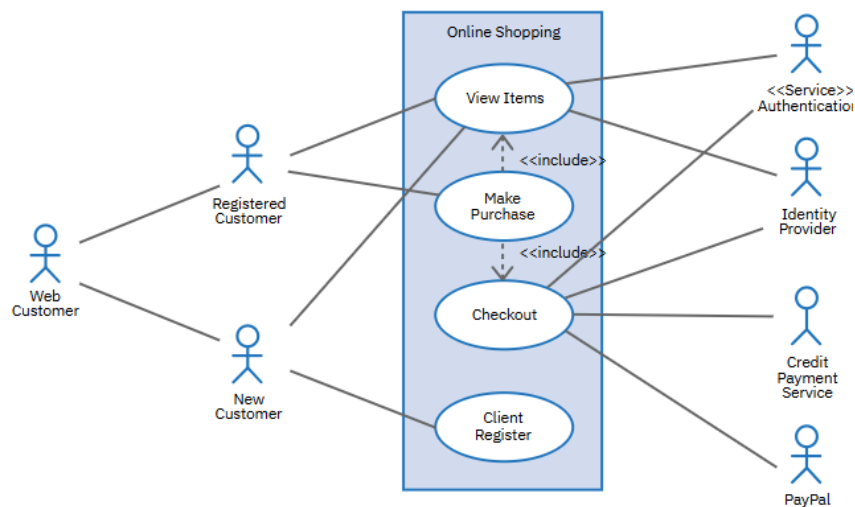 Online Shopping
View Items
<<Service>>
Authentication
<<include>>
Registered
Customer
Make
Purchase
Identity
Provider
<<include>>
Web
Customer
Checkout
Credit
Payment
Service
New
Customer
Client
Register
PayPal